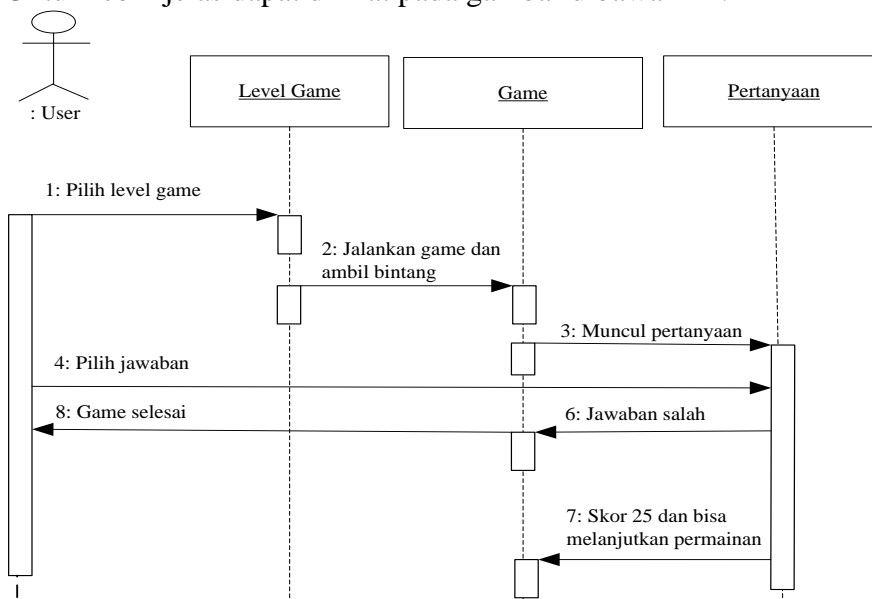 : User
Level Game
Game
Pertanyaan
1: Pilih level game
2: Jalankan game dan
ambil bintang
3: Muncul pertanyaan
4: Pilih jawaban
8: Game selesai
6: Jawaban salah
7: Skor 25 dan bisa
melanjutkan permainan